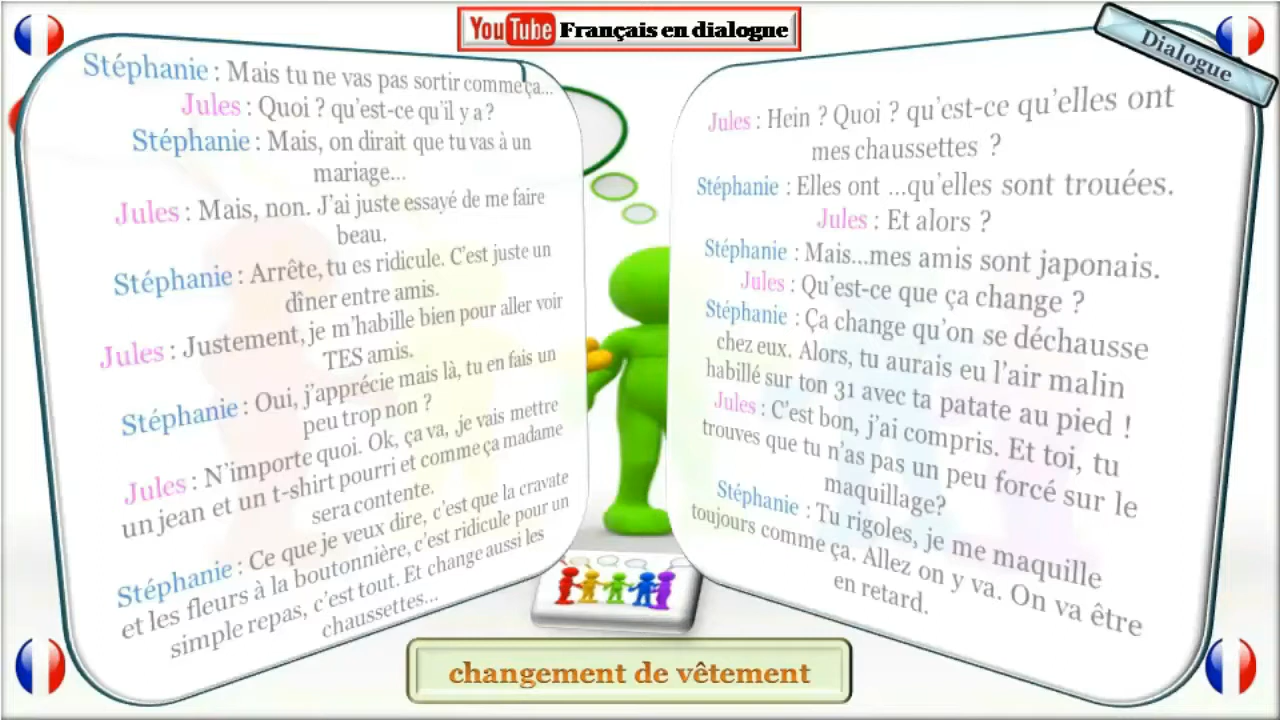 YouTube Français en dialogue
Dialogue
Stéphanie : Mais tu ne vas pas sortir comme ça...
Jules : Quoi ? qu'est-ce qu'il y a ?
Stéphanie : Mais, on dirait que tu vas à un
mariage...
Jules : Mais, non. J'ai juste essayé de me faire
beau.
Stéphanie : Arrête, tu es ridicule. C'est juste un
dîner entre amis.
Jules : Justement, je m'habille bien pour aller voir
TES amis.
Stéphanie : Oui, j'apprécie mais là, tu en fais un
peu trop non ?
Jules : N'importe quoi. Ok, ça va, je vais mettre
un jean et un t-shirt pourri et comme ça madame
sera contente.
Stéphanie : Ce que je veux dire, c'est que la cravate
et les fleurs à la boutonnière, c'est ridicule pour un
simple repas, c'est tout. Et change aussi les
chaussettes...
Jules : Hein ? Quoi ? qu'est-ce qu'elles ont
mes chaussettes ?
Stéphanie : Elles ont ...qu'elles sont trouées.
Jules : Et alors ?
Stéphanie : Mais...mes amis sont japonais.
Jules : Qu'est-ce que ça change ?
Stéphanie : Ça change qu'on se déchausse
chez eux. Alors, tu aurais eu l'air malin
habillé sur ton 31 avec ta patate au pied !
Jules : C'est bon, j'ai compris. Et toi, tu
trouves que tu n'as pas un peu forcé sur le
maquillage?
Stéphanie : Tu rigoles, je me maquille
toujours comme ça. Allez on y va. On va être
en retard.
changement de vêtement